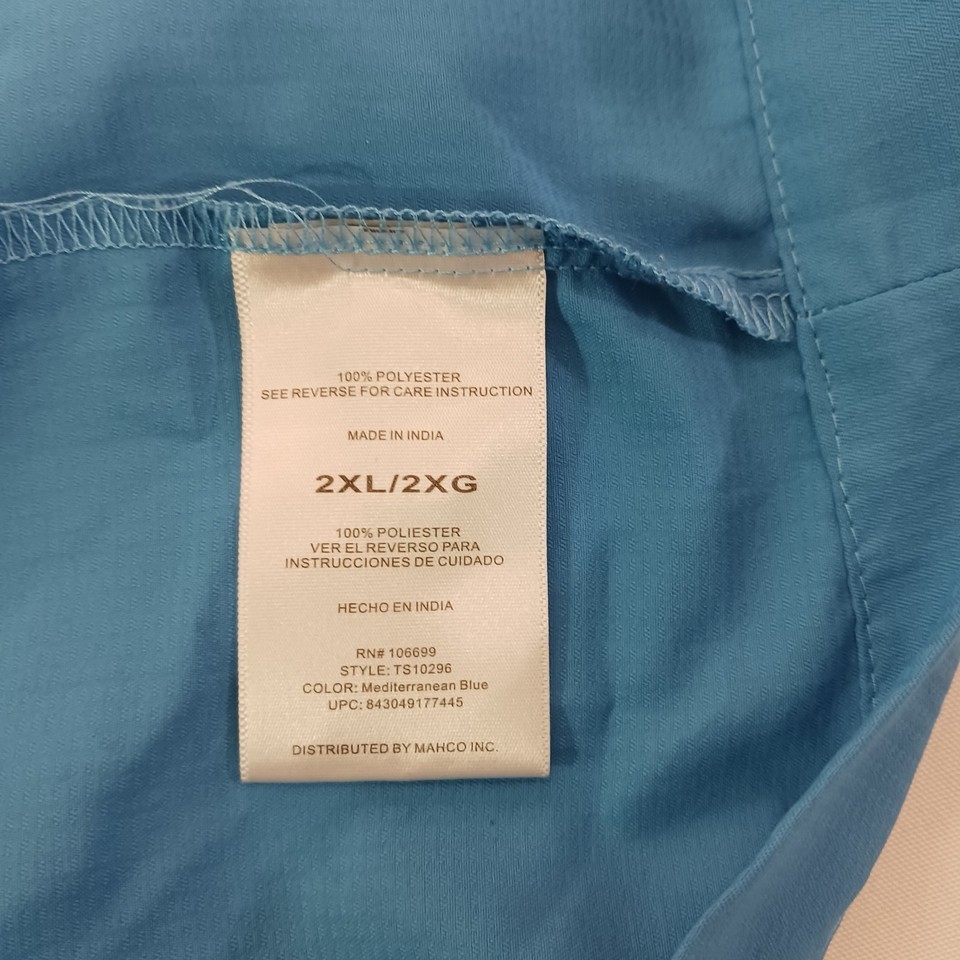 100% POLYESTER
SEE REVERSE FOR CARE INSTRUCTION
MADE IN INDIA
2XL/2XG
100% POLIESTER
VER EL REVERSO PARA
INSTRUCCIONES DE CUIDADO
HECHO EN INDIA
RN# 106699
STYLE: TS10296
COLOR: Mediterranean Blue
UPC: 843049177445
DISTRIBUTED BY MAHCO INC.